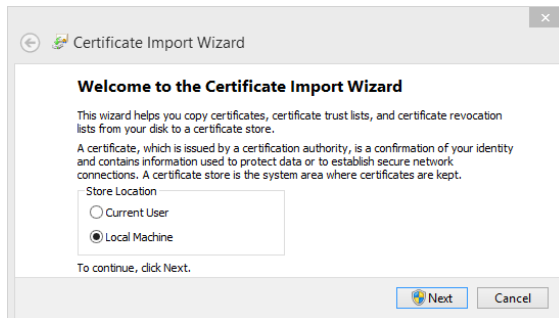 Certificate Import Wizard
Welcome to the Certificate Import Wizard
This wizard helps you copy certificates, certificate trust lists, and certificate revocation
lists from your disk to a certificate store.
A certificate, which is issued by a certification authority, is a confirmation of your identity
and contains information used to protect data or to establish secure network
connections. A certificate store is the system area where certificates are kept.
Store Location
Current User
Local Machine
To continue, click Next.
Next Cancel